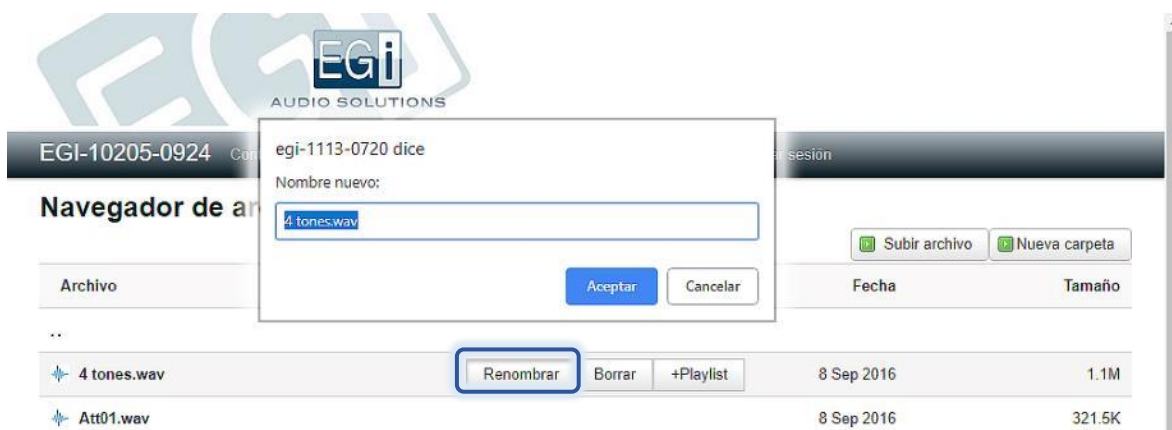 EGi
AUDIO SOLUTIONS
EGI-10205-0924
egi-1113-0720 dice
Nombre nuevo:
4 tones.wav
Aceptar Cancelar
sesión
Navegador de
Subir archivo Nueva carpeta
Archivo Fecha Tamaño
..
4 tones.wav Renombrar Borrar +Playlist 8 Sep 2016 1.1M
Att01.wav 8 Sep 2016 321.5K